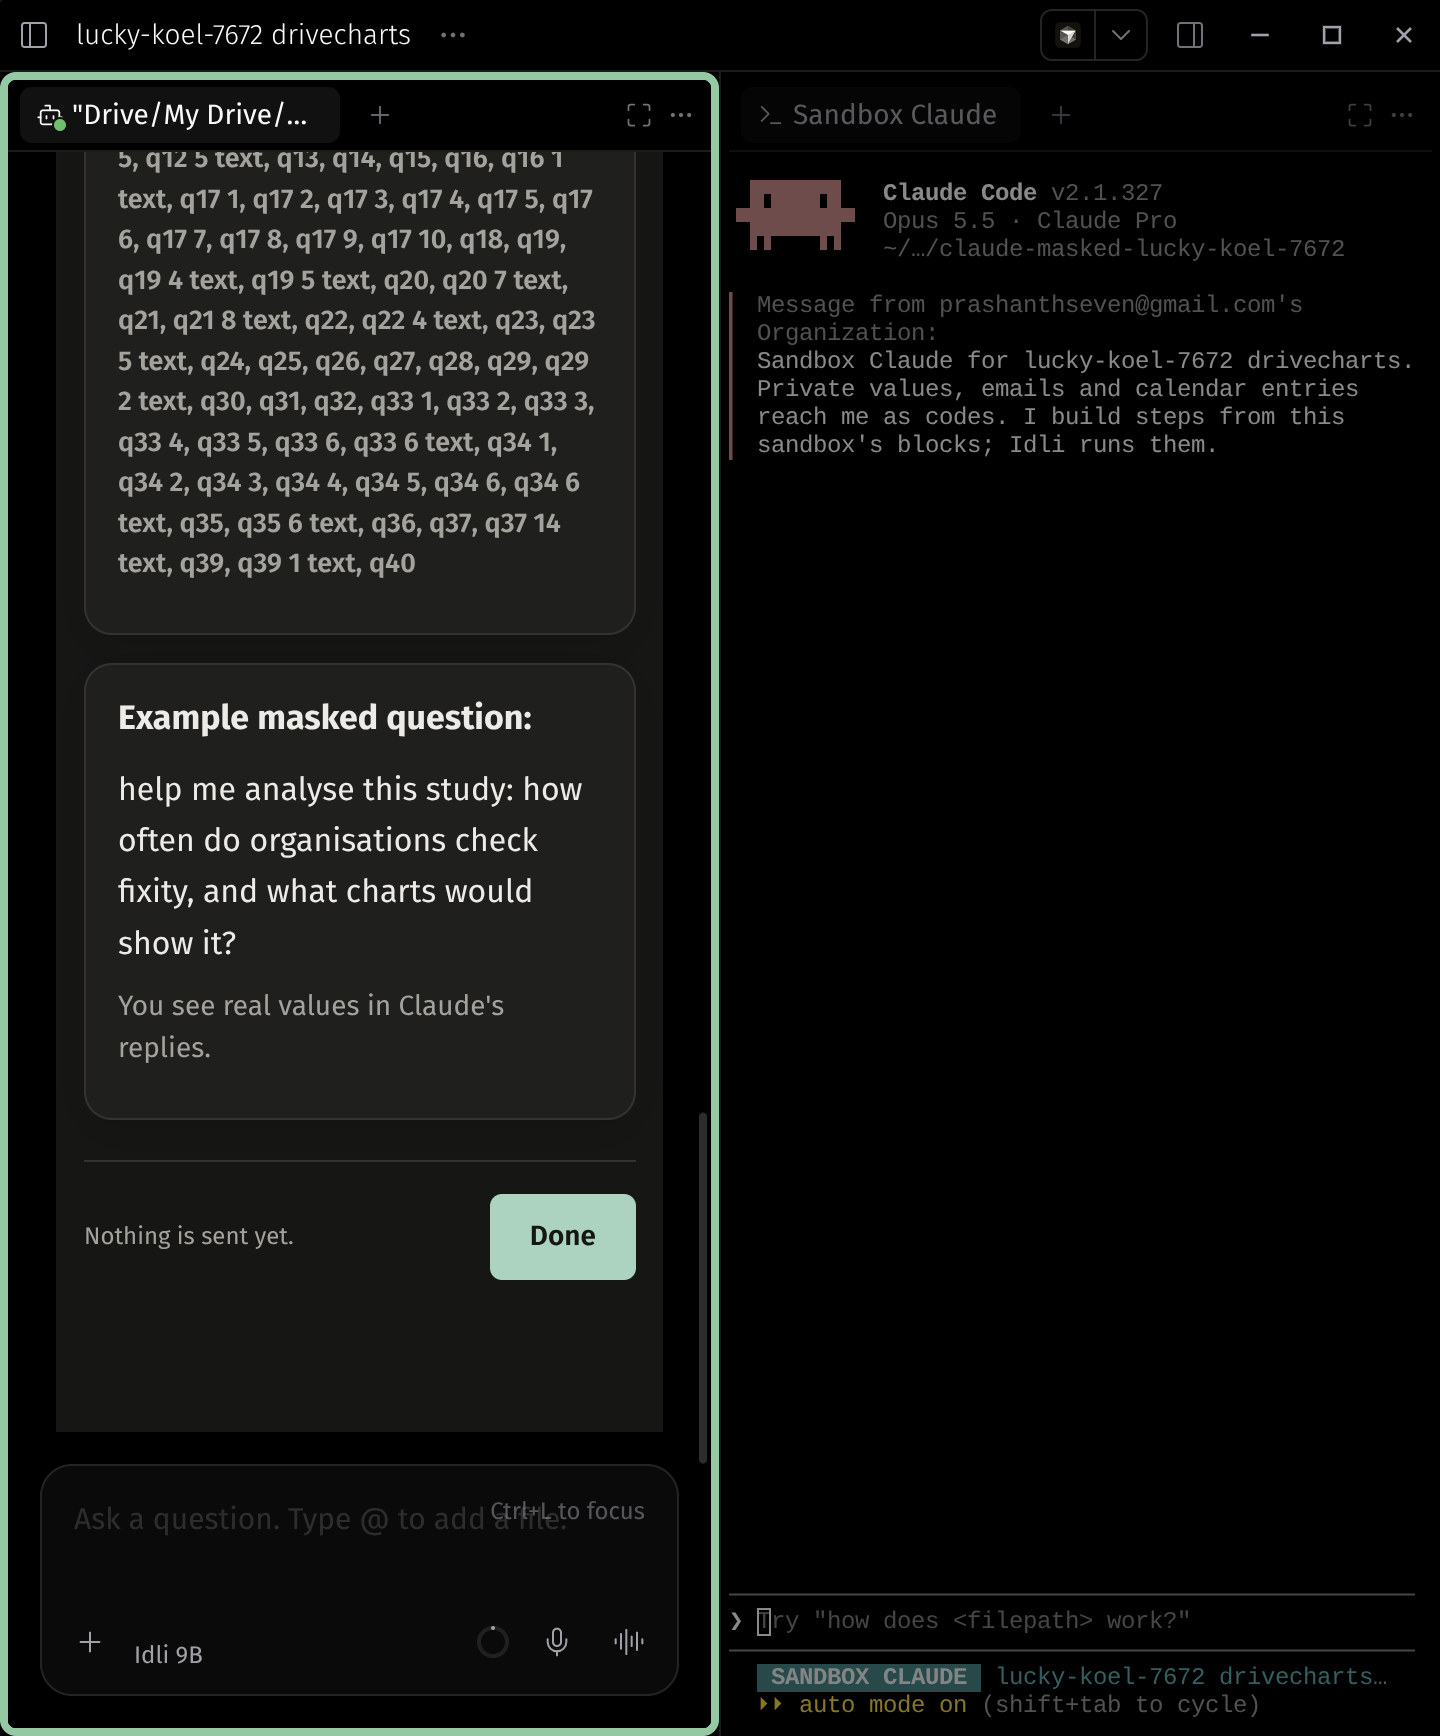 lucky-koel-7672 drivecharts ···
"Drive/My Drive/...
5, q12 5 text, q13, q14, q15, q16, q16 1
text, q17 1, q17 2, q17 3, q17 4, q17 5, q17
6, q17 7, q17 8, q17 9, q17 10, q18, q19,
q19 4 text, q19 5 text, q20, q20 7 text,
q21, q21 8 text, q22, q22 4 text, q23, q23
5 text, q24, q25, q26, q27, q28, q29, q29
2 text, q30, q31, q32, q33 1, q33 2, q33 3,
q33 4, q33 5, q33 6, q33 6 text, q34 1,
q34 2, q34 3, q34 4, q34 5, q34 6, q34 6
text, q35, q35 6 text, q36, q37, q37 14
text, q39, q39 1 text, q40
Example masked question:
help me analyse this study: how
often do organisations check
fixity, and what charts would
show it?
You see real values in Claude's
replies.
Nothing is sent yet.
Done
Ask a question. Type @ to add a file.
Ctrl+L to focus
Idli 9B
Sandbox Claude
Claude Code v2.1.327
Opus 5.5 · Claude Pro
~/…/claude-masked-lucky-koel-7672
Message from prashanthseven@gmail.com's
Organization:
Sandbox Claude for lucky-koel-7672 drivecharts.
Private values, emails and calendar entries
reach me as codes. I build steps from this
sandbox's blocks; Idli runs them.
❯ Try "how does <filepath> work?"
SANDBOX CLAUDE lucky-koel-7672 drivecharts…
⏵⏵ auto mode on (shift+tab to cycle)